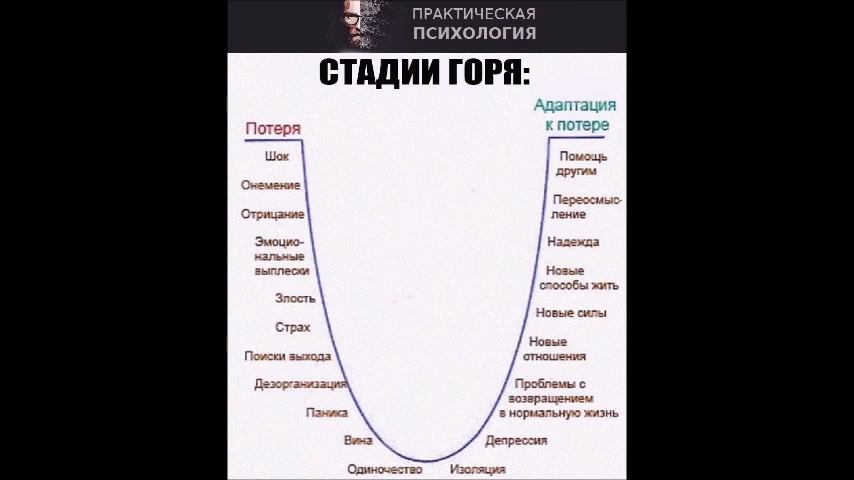 ПРАКТИЧЕСКАЯ
ПСИХОЛОГИЯ
СТАДИИ ГОРЯ:
Потеря
Шок
Онемение
Отрицание
Эмоцио-
нальные
выплески
Злость
Страх
Поиски выхода
Дезорганизация
Паника
Вина
Одиночество
Изоляция
Депрессия
Проблемы с
возвращением
в нормальную жизнь
Новые
отношения
Новые силы
Новые
способы жить
Надежда
Переосмыс-
ление
Помощь
другим
Адаптация
к потере